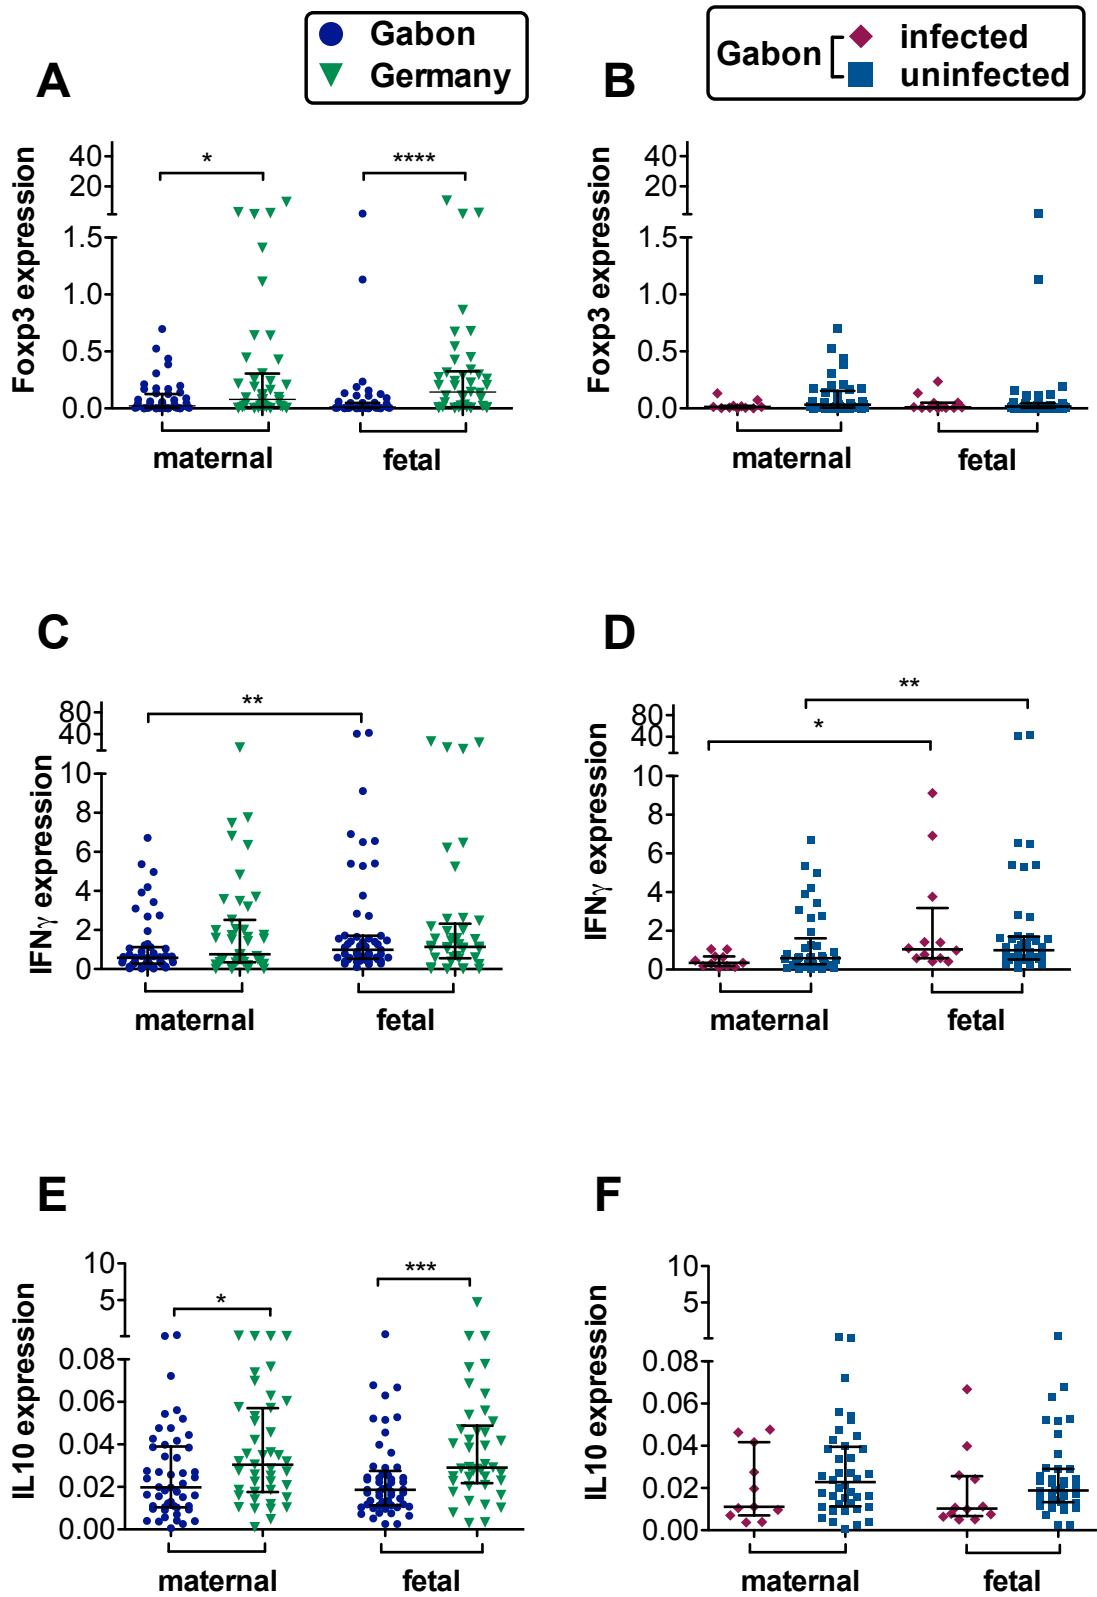 Gabon
Germany
Gabon
infected
uninfected
A
B
Foxp3 expression
40
20
1.5
1.0
0.5
0.0
*
****
maternal
fetal
Foxp3 expression
40
20
1.5
1.0
0.5
0.0
maternal
fetal
C
D
IFNγ expression
80
40
10
8
6
4
2
0
**
maternal
fetal
IFNγ expression
80
40
10
8
6
4
2
0
*
**
maternal
fetal
E
F
IL10 expression
10
5
0.08
0.06
0.04
0.02
0.00
*
***
maternal
fetal
IL10 expression
10
5
0.08
0.06
0.04
0.02
0.00
maternal
fetal